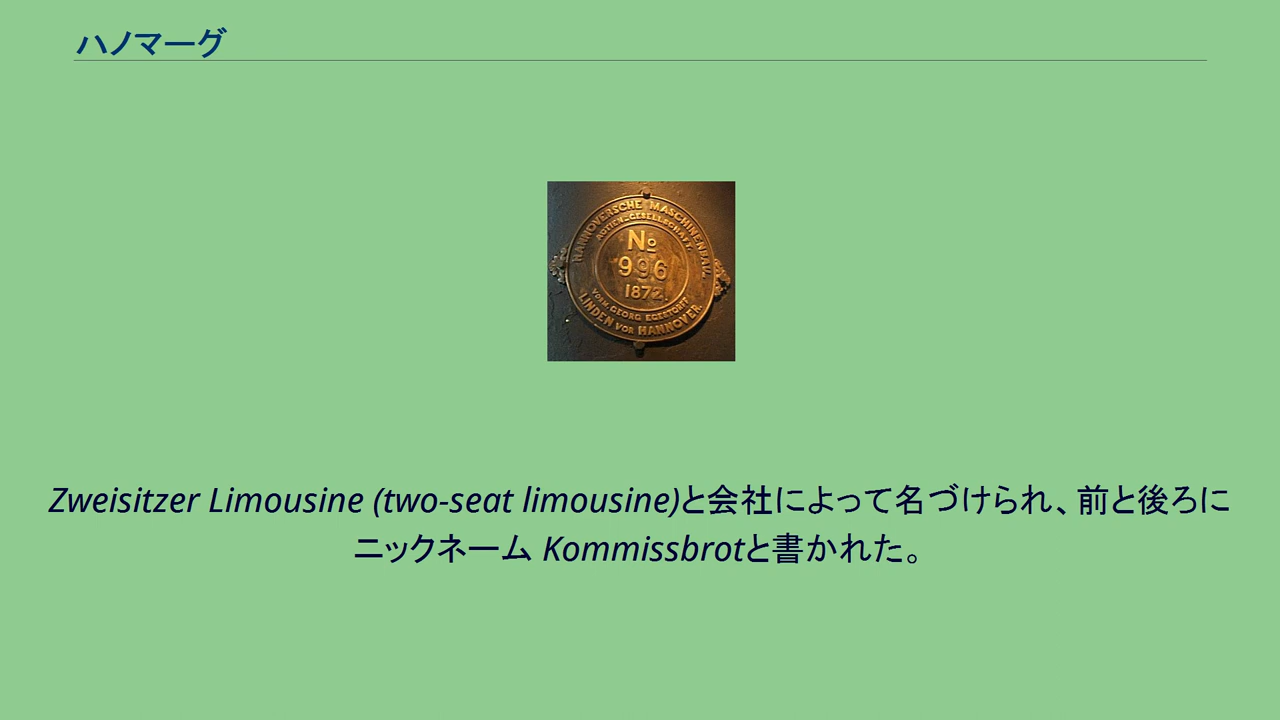 ハノマーグ
HANNOVERSCHE MASCHINENBAU
ACTIEN-GESELLSCHAFT
No
996
1872
VORM. GEORG EGESTORFF
LINDEN VOR HANNOVER.
Zweisitzer Limousine (two-seat limousine)と会社によって名づけられ、前と後ろに
ニックネーム Kommissbrotと書かれた。